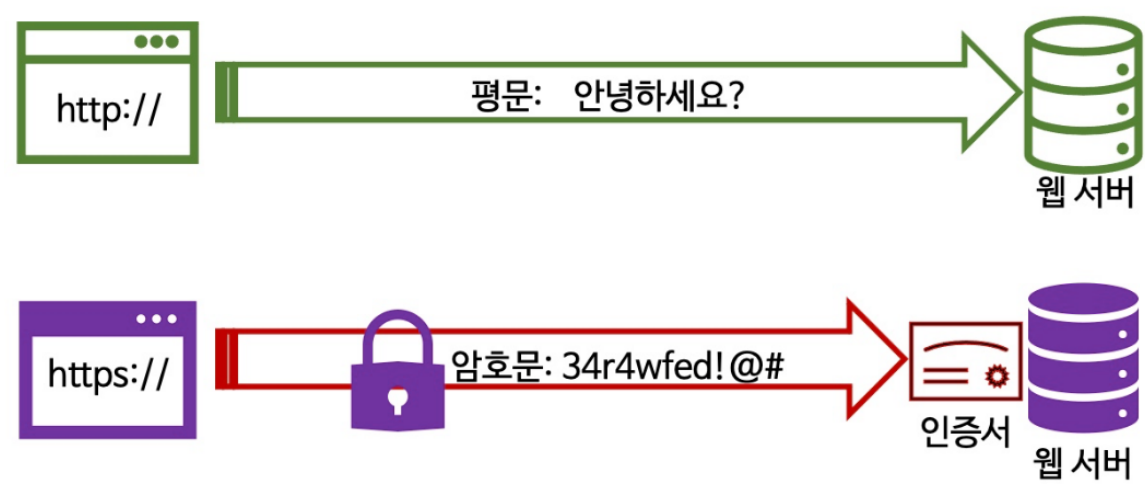 http://
평문: 안녕하세요?
웹 서버
https://
암호문: 34r4wfed!@#
인증서
웹 서버